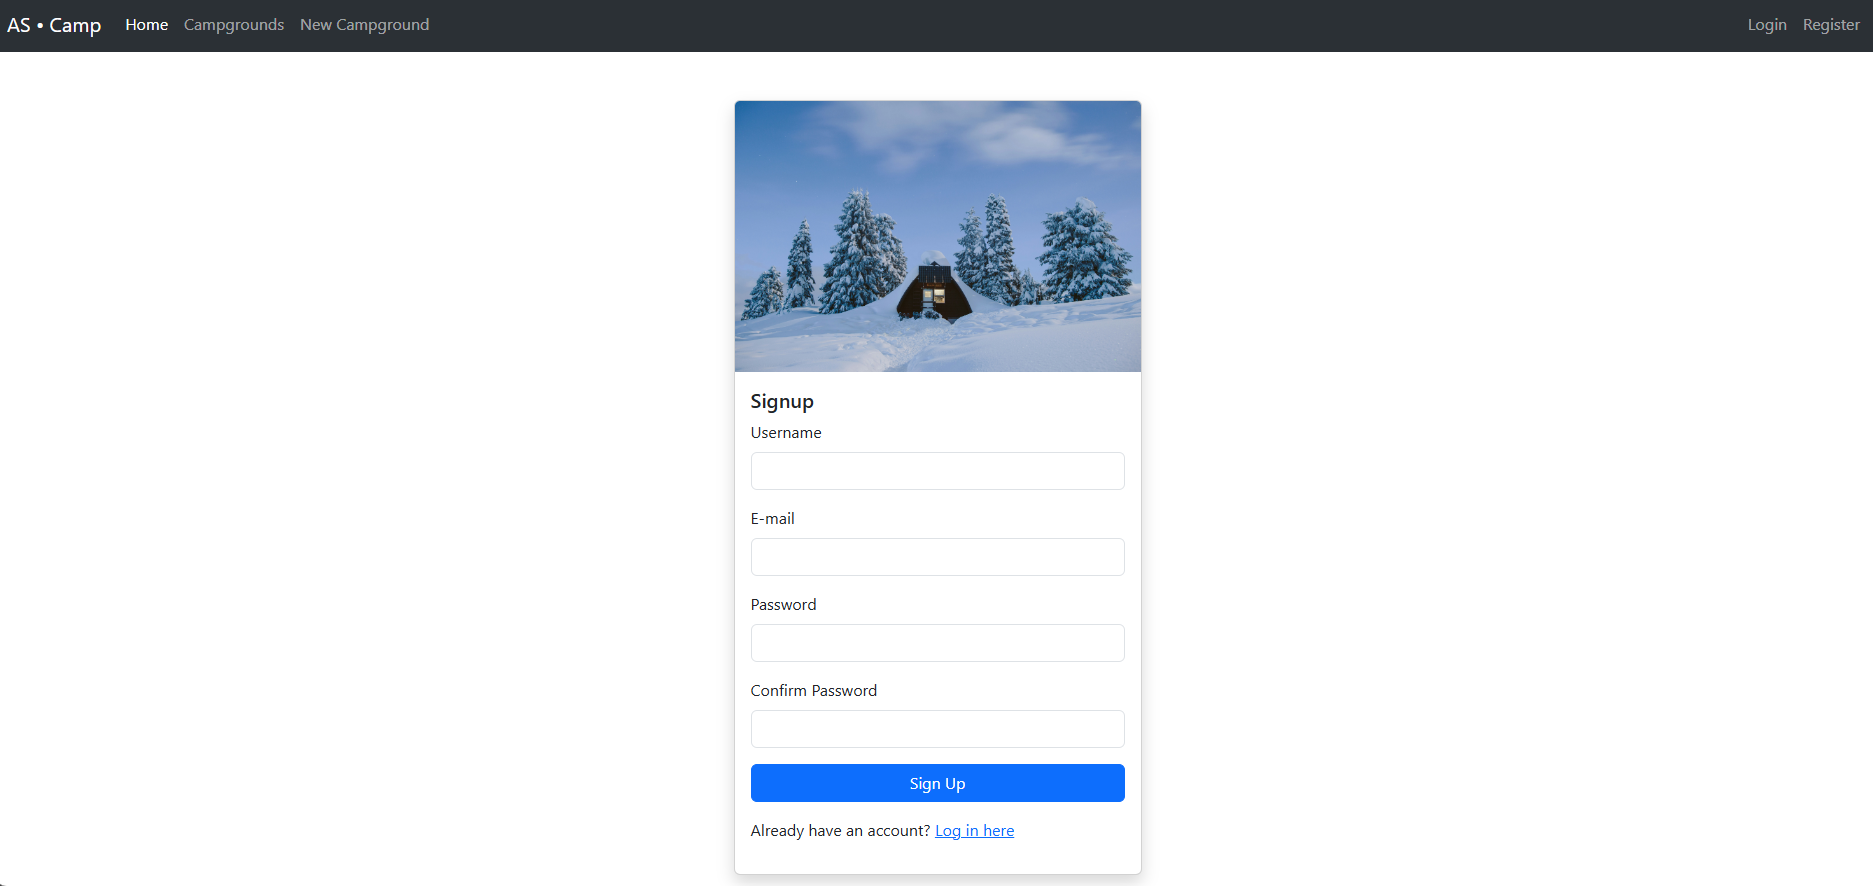 AS • Camp Home Campgrounds New Campground Login Register
Signup
Username
E-mail
Password
Confirm Password
Sign Up
Already have an account? Log in here